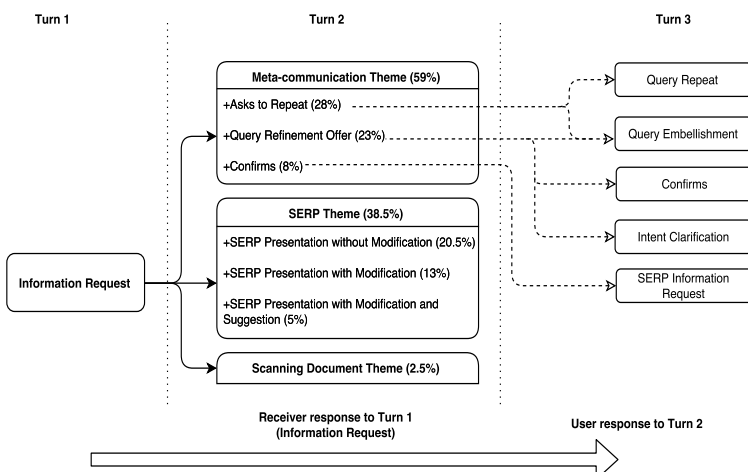 Turn 1
Turn 2
Turn 3
Information Request
Meta-communication Theme (59%)
+Asks to Repeat (28%)
+Query Refinement Offer (23%)
+Confirms (8%)
SERP Theme (38.5%)
+SERP Presentation without Modification (20.5%)
+SERP Presentation with Modification (13%)
+SERP Presentation with Modification and
Suggestion (5%)
Scanning Document Theme (2.5%)
Query Repeat
Query Embellishment
Confirms
Intent Clarification
SERP Information
Request
Receiver response to Turn 1
(Information Request)
User response to Turn 2